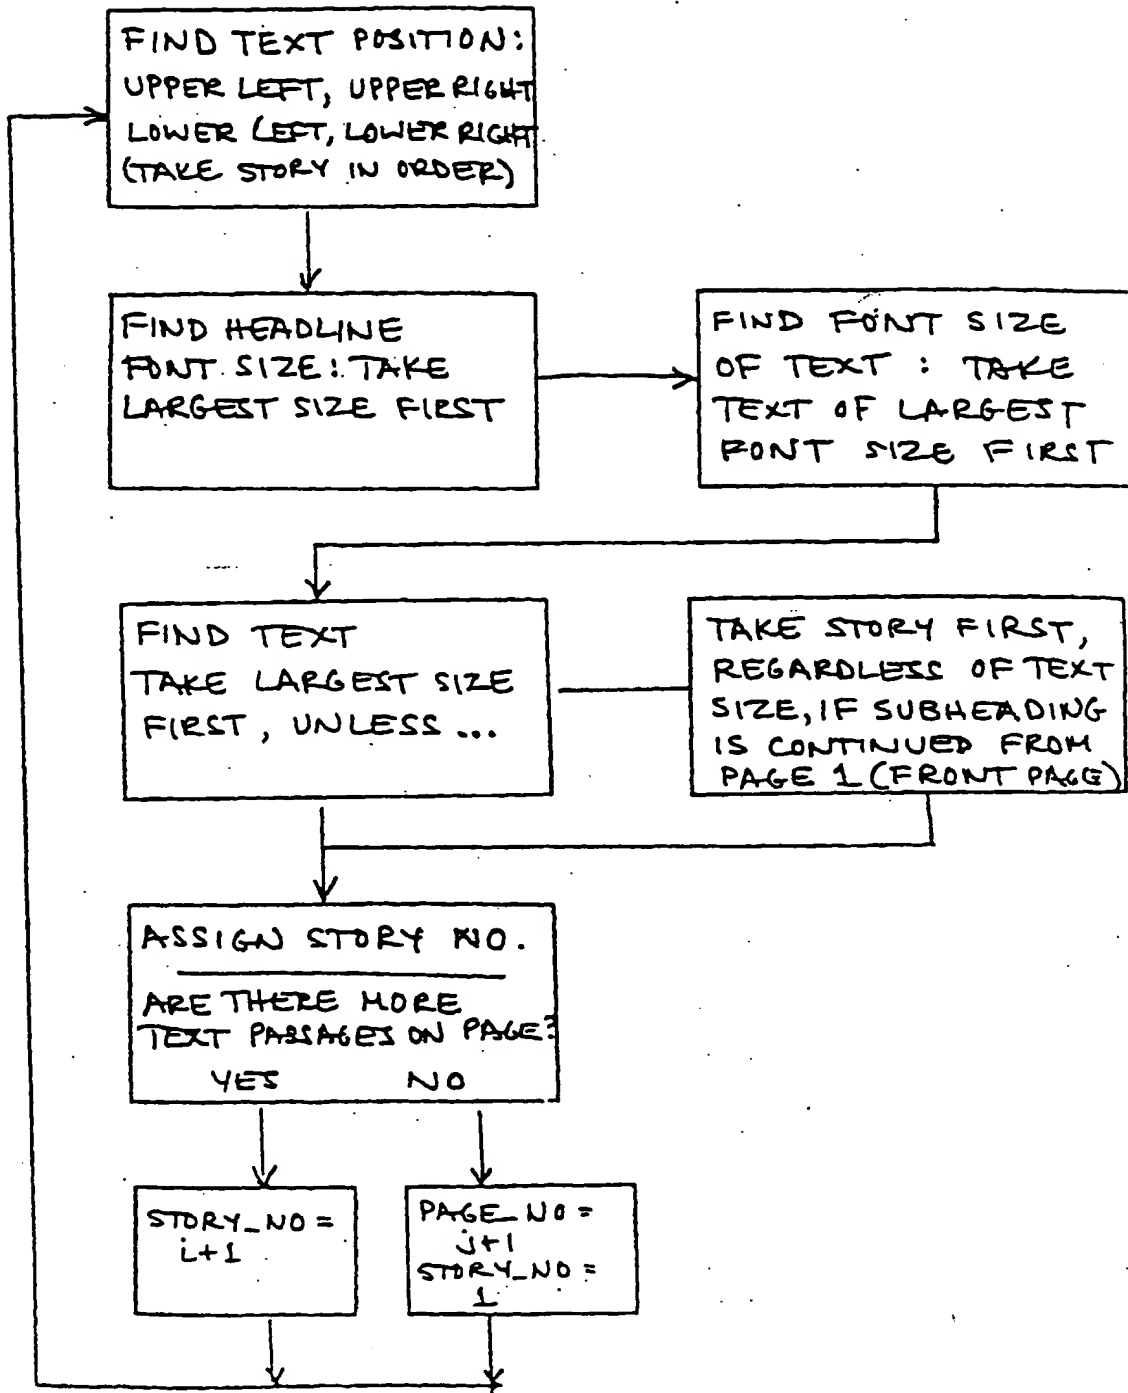 FIND TEXT POSITION:
UPPER LEFT, UPPER RIGHT
LOWER LEFT, LOWER RIGHT
(TAKE STORY IN ORDER)
FIND HEADLINE
FONT SIZE: TAKE
LARGEST SIZE FIRST
FIND FONT SIZE
OF TEXT : TAKE
TEXT OF LARGEST
FONT SIZE FIRST
FIND TEXT
TAKE LARGEST SIZE
FIRST, UNLESS ...
TAKE STORY FIRST,
REGARDLESS OF TEXT
SIZE, IF SUBHEADING
IS CONTINUED FROM
PAGE 1 (FRONT PAGE)
ASSIGN STORY NO.
ARE THERE MORE
TEXT PASSAGES ON PAGE?
YES NO
STORY_NO =
i+1
PAGE_NO =
j+1
STORY_NO =
1